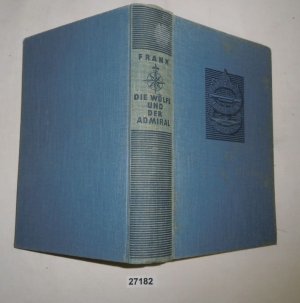 FRANK
DIE WÖLFE
UND
DER
ADMIRAL
27182